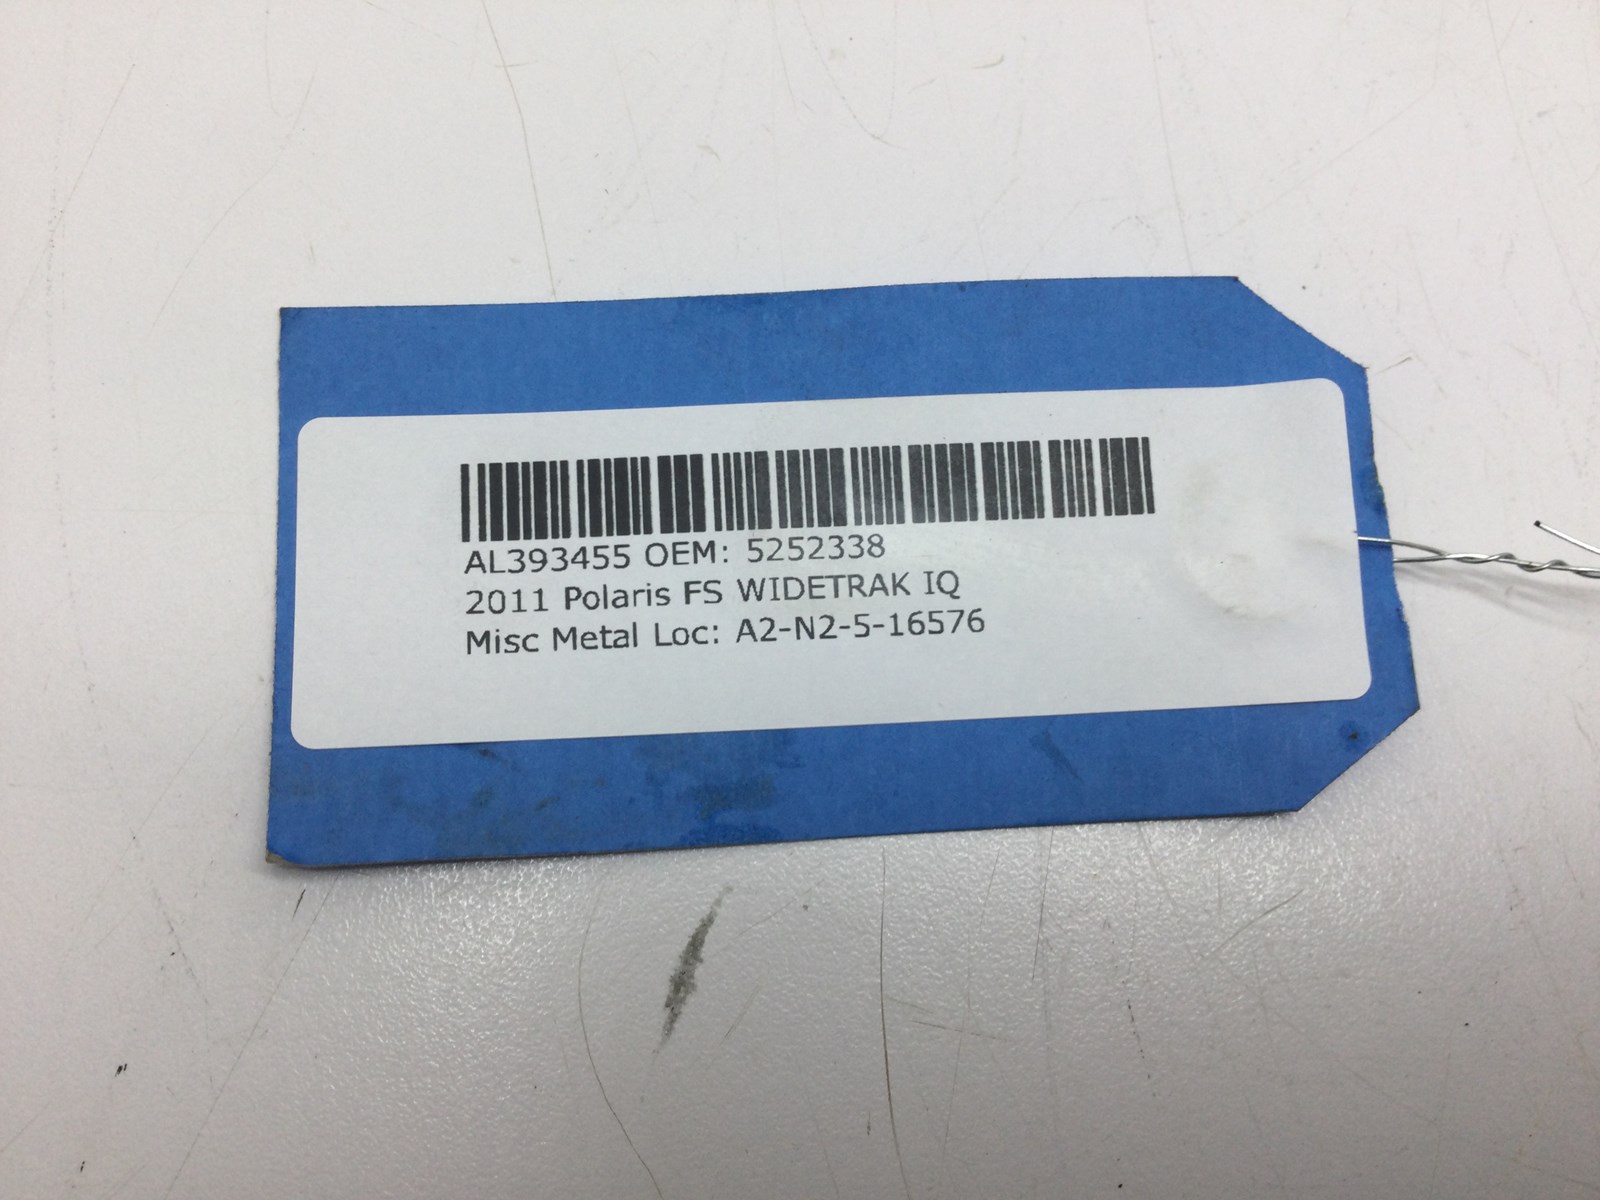 AL393455 OEM: 5252338
2011 Polaris FS WIDETRAK IQ
Misc Metal Loc: A2-N2-5-16576